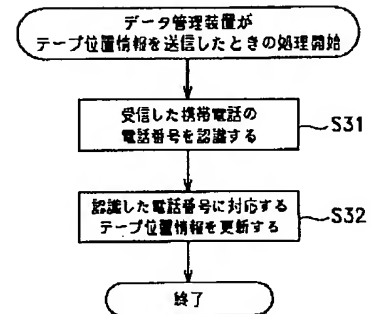 データ管理装置が
テープ位置情報を送信したときの処理開始
受信した携帯電話の
電話番号を認識する
S31
認識した電話番号に対応する
テープ位置情報を更新する
S32
終了